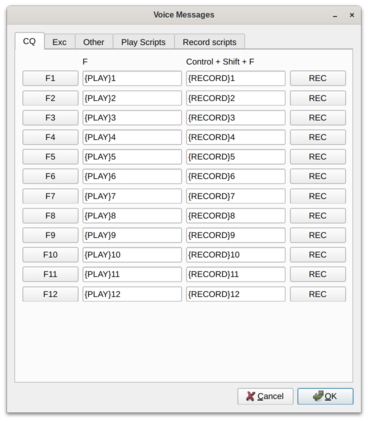 Voice Messages
CQ Exc Other Play Scripts Record scripts
F Control + Shift + F
F1 {PLAY}1 {RECORD}1 REC
F2 {PLAY}2 {RECORD}2 REC
F3 {PLAY}3 {RECORD}3 REC
F4 {PLAY}4 {RECORD}4 REC
F5 {PLAY}5 {RECORD}5 REC
F6 {PLAY}6 {RECORD}6 REC
F7 {PLAY}7 {RECORD}7 REC
F8 {PLAY}8 {RECORD}8 REC
F9 {PLAY}9 {RECORD}9 REC
F10 {PLAY}10 {RECORD}10 REC
F11 {PLAY}11 {RECORD}11 REC
F12 {PLAY}12 {RECORD}12 REC
Cancel OK